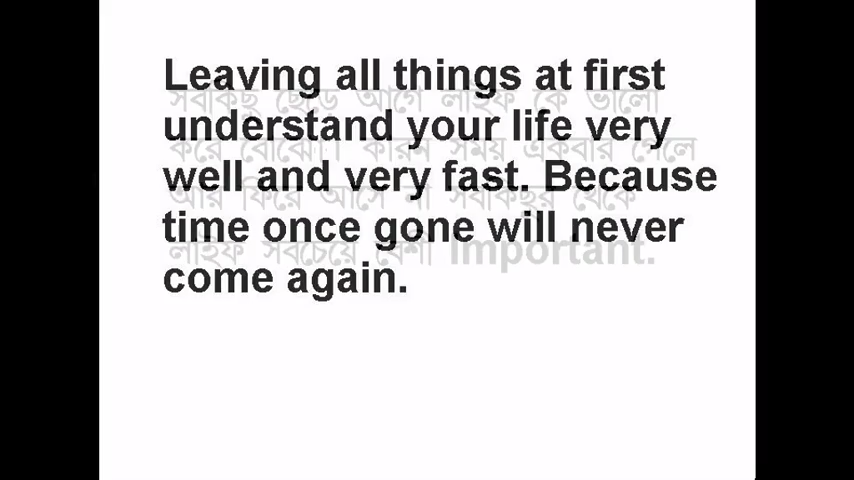 Leaving all things at first
সবকিছু ছেড়ে আগে লাইফ কে ভালো
understand your life very
করে বোঝো। কারন সময় একবার গেলে
well and very fast. Because
আর ফিরে আসে না সবকিছুর থেকে
time once gone will never
লাইফ সবচেয়ে বেশী important.
come again.